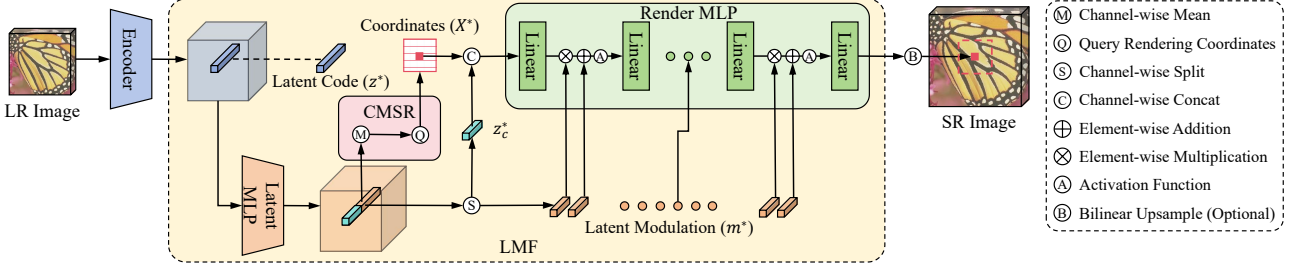 LR Image
Encoder
Latent Code (z*)
Latent
MLP
CMSR
M
Q
Coordinates (X*)
C
z*c
S
Render MLP
Linear
A
Linear
Linear
A
Linear
Latent Modulation (m*)
LMF
B
SR Image
M Channel-wise Mean
Q Query Rendering Coordinates
S Channel-wise Split
C Channel-wise Concat
Element-wise Addition
Element-wise Multiplication
A Activation Function
B Bilinear Upsample (Optional)